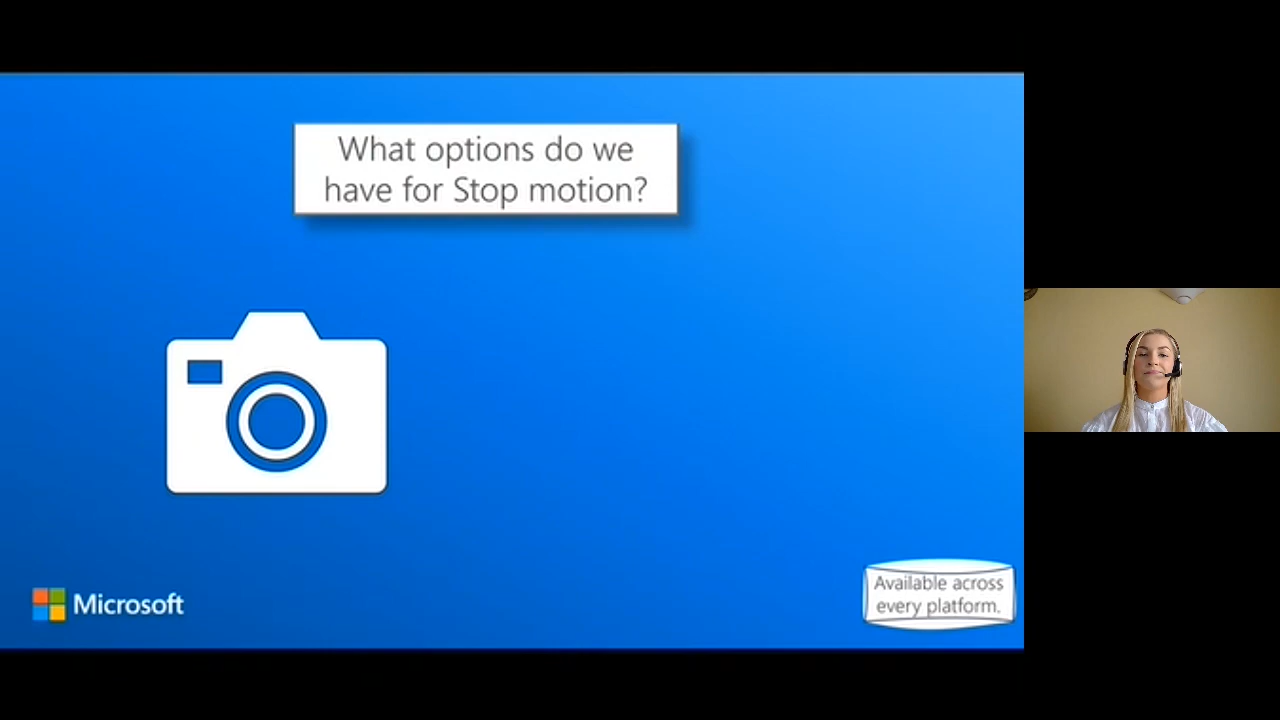 What options do we
have for Stop motion?
Microsoft
Available across
every platform.